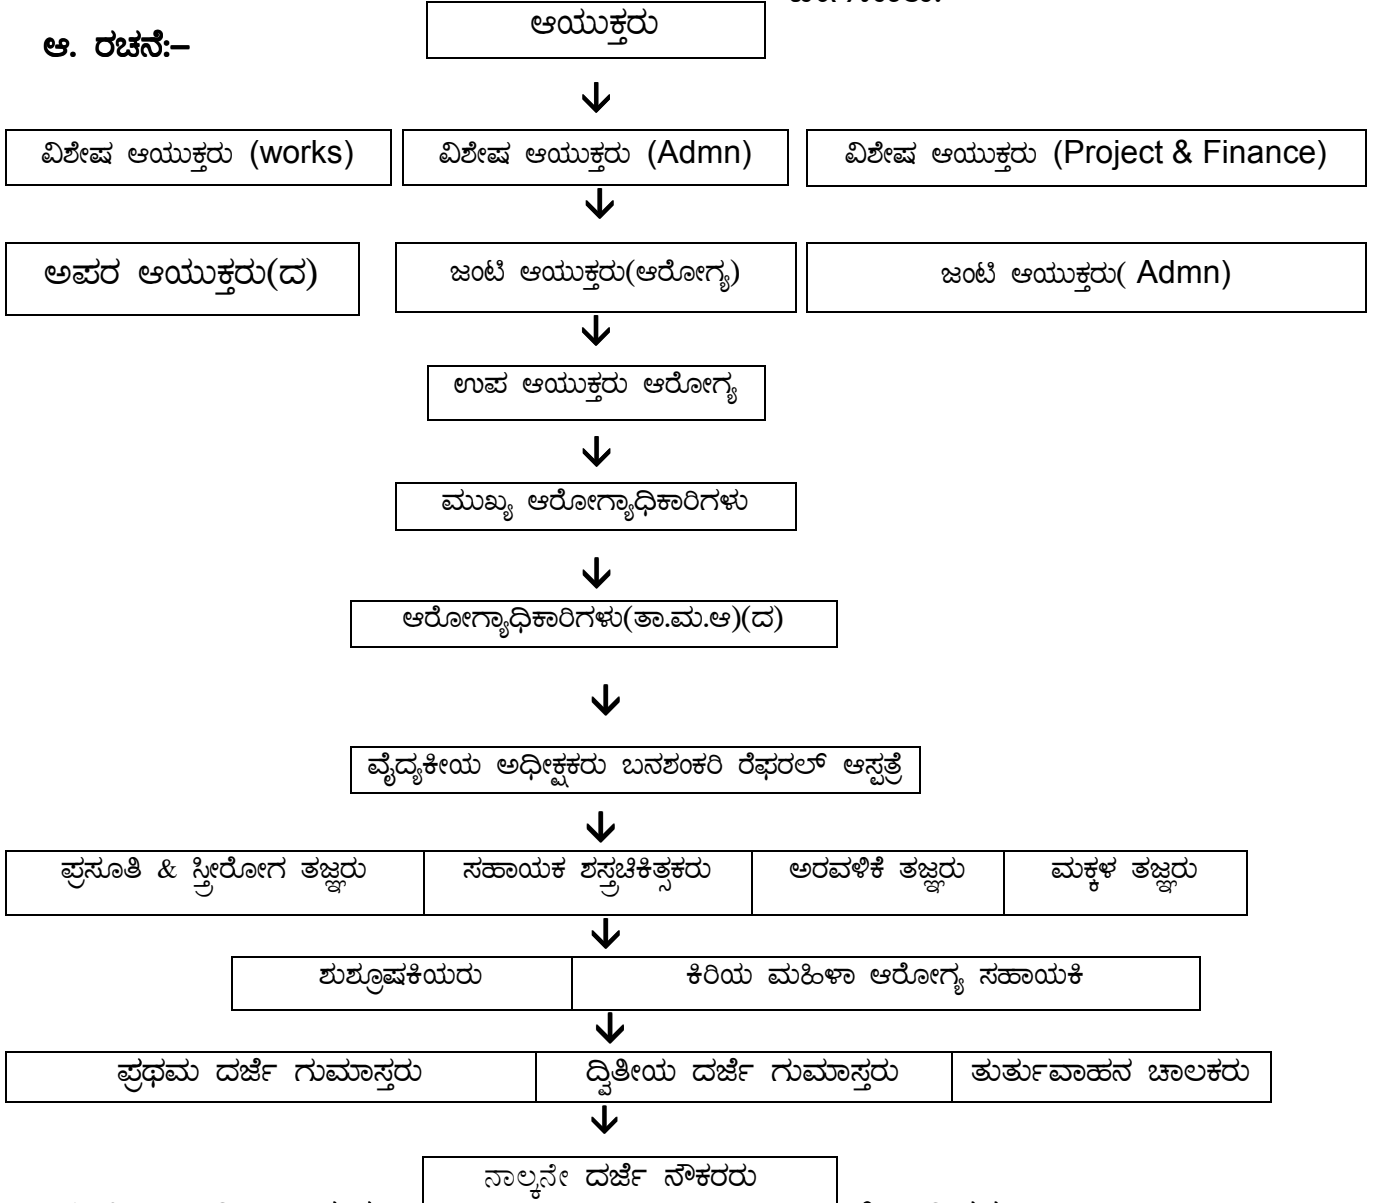 ಆಯುಕ್ತರು
ಆ. ರಚನೆ:–
ವಿಶೇಷ ಆಯುಕ್ತರು (works)
ವಿಶೇಷ ಆಯುಕ್ತರು (Admn)
ವಿಶೇಷ ಆಯುಕ್ತರು (Project & Finance)
ಅಪರ ಆಯುಕ್ತರು(ದ)
ಜಂಟಿ ಆಯುಕ್ತರು(ಆರೋಗ್ಯ)
ಜಂಟಿ ಆಯುಕ್ತರು( Admn)
ಉಪ ಆಯುಕ್ತರು ಆರೋಗ್ಯ
ಮುಖ್ಯ ಆರೋಗ್ಯಾಧಿಕಾರಿಗಳು
ಆರೋಗ್ಯಾಧಿಕಾರಿಗಳು(ತಾ.ಮ.ಆ)(ದ)
ವೈದ್ಯಕೀಯ ಅಧೀಕ್ಷಕರು ಬನಶಂಕರಿ ರೆಫರಲ್ ಆಸ್ಪತ್ರೆ
ಪ್ರಸೂತಿ & ಸ್ತ್ರೀರೋಗ ತಜ್ಞರು
ಸಹಾಯಕ ಶಸ್ತ್ರಚಿಕಿತ್ಸಕರು
ಅರವಳಿಕೆ ತಜ್ಞರು
ಮಕ್ಕಳ ತಜ್ಞರು
ಶುಶ್ರೂಷಕಿಯರು
ಕಿರಿಯ ಮಹಿಳಾ ಆರೋಗ್ಯ ಸಹಾಯಕಿ
ಪ್ರಥಮ ದರ್ಜೆ ಗುಮಾಸ್ತರು
ದ್ವಿತೀಯ ದರ್ಜೆ ಗುಮಾಸ್ತರು
ತುರ್ತುವಾಹನ ಚಾಲಕರು
ನಾಲ್ಕನೇ ದರ್ಜೆ ನೌಕರರು